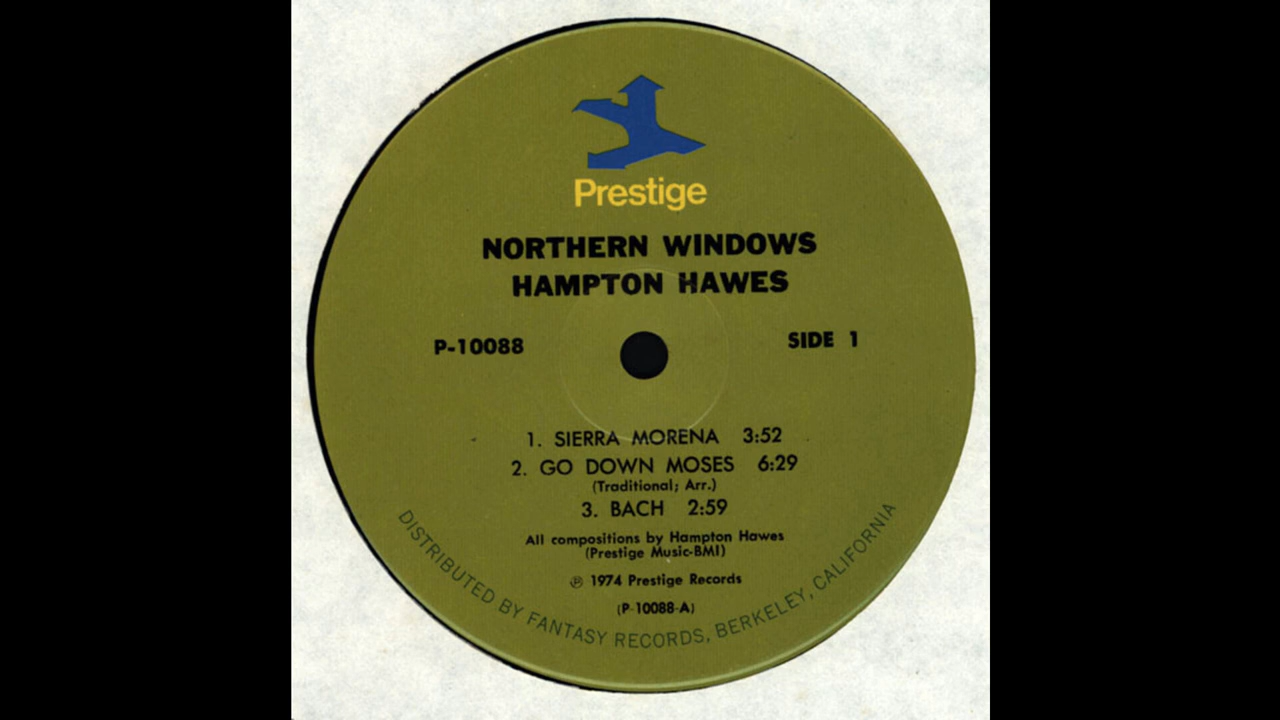 Prestige
NORTHERN WINDOWS
HAMPTON HAWES
P-10088
SIDE 1
1. SIERRA MORENA 3:52
2. GO DOWN MOSES 6:29
(Traditional; Arr.)
3. BACH 2:59
All compositions by Hampton Hawes
(Prestige Music-BMI)
℗ 1974 Prestige Records
(P-10088-A)
DISTRIBUTED BY FANTASY RECORDS, BERKELEY, CALIFORNIA